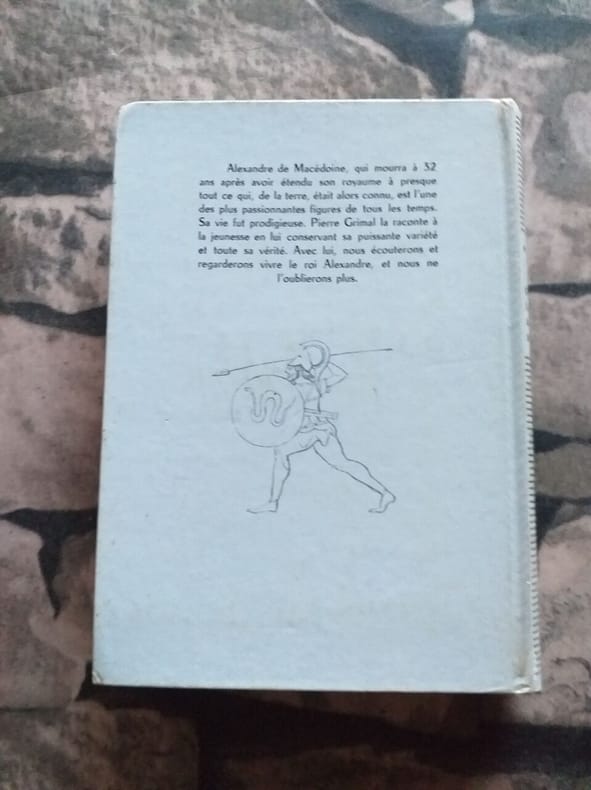 Alexandre de Macédoine, qui mourra à 32
ans après avoir étendu son royaume à presque
tout ce qui, de la terre, était alors connu, est l'une
des plus passionnantes figures de tous les temps.
Sa vie fut prodigieuse. Pierre Grimal la raconte à
la jeunesse en lui conservant sa puissante variété
et toute sa vérité. Avec lui, nous écouterons et
regarderons vivre le roi Alexandre, et nous ne
l'oublierons plus.